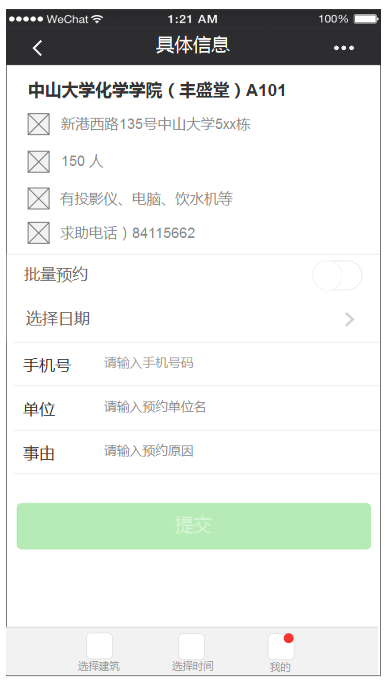 WeChat 1:21 AM 100%
具体信息
中山大学化学学院（丰盛堂）A101
新港西路135号中山大学5xx栋
150 人
有投影仪、电脑、饮水机等
求助电话）84115662
批量预约
选择日期
手机号 请输入手机号码
单位 请输入预约单位名
事由 请输入预约原因
提交
选择建筑 选择时间 我的